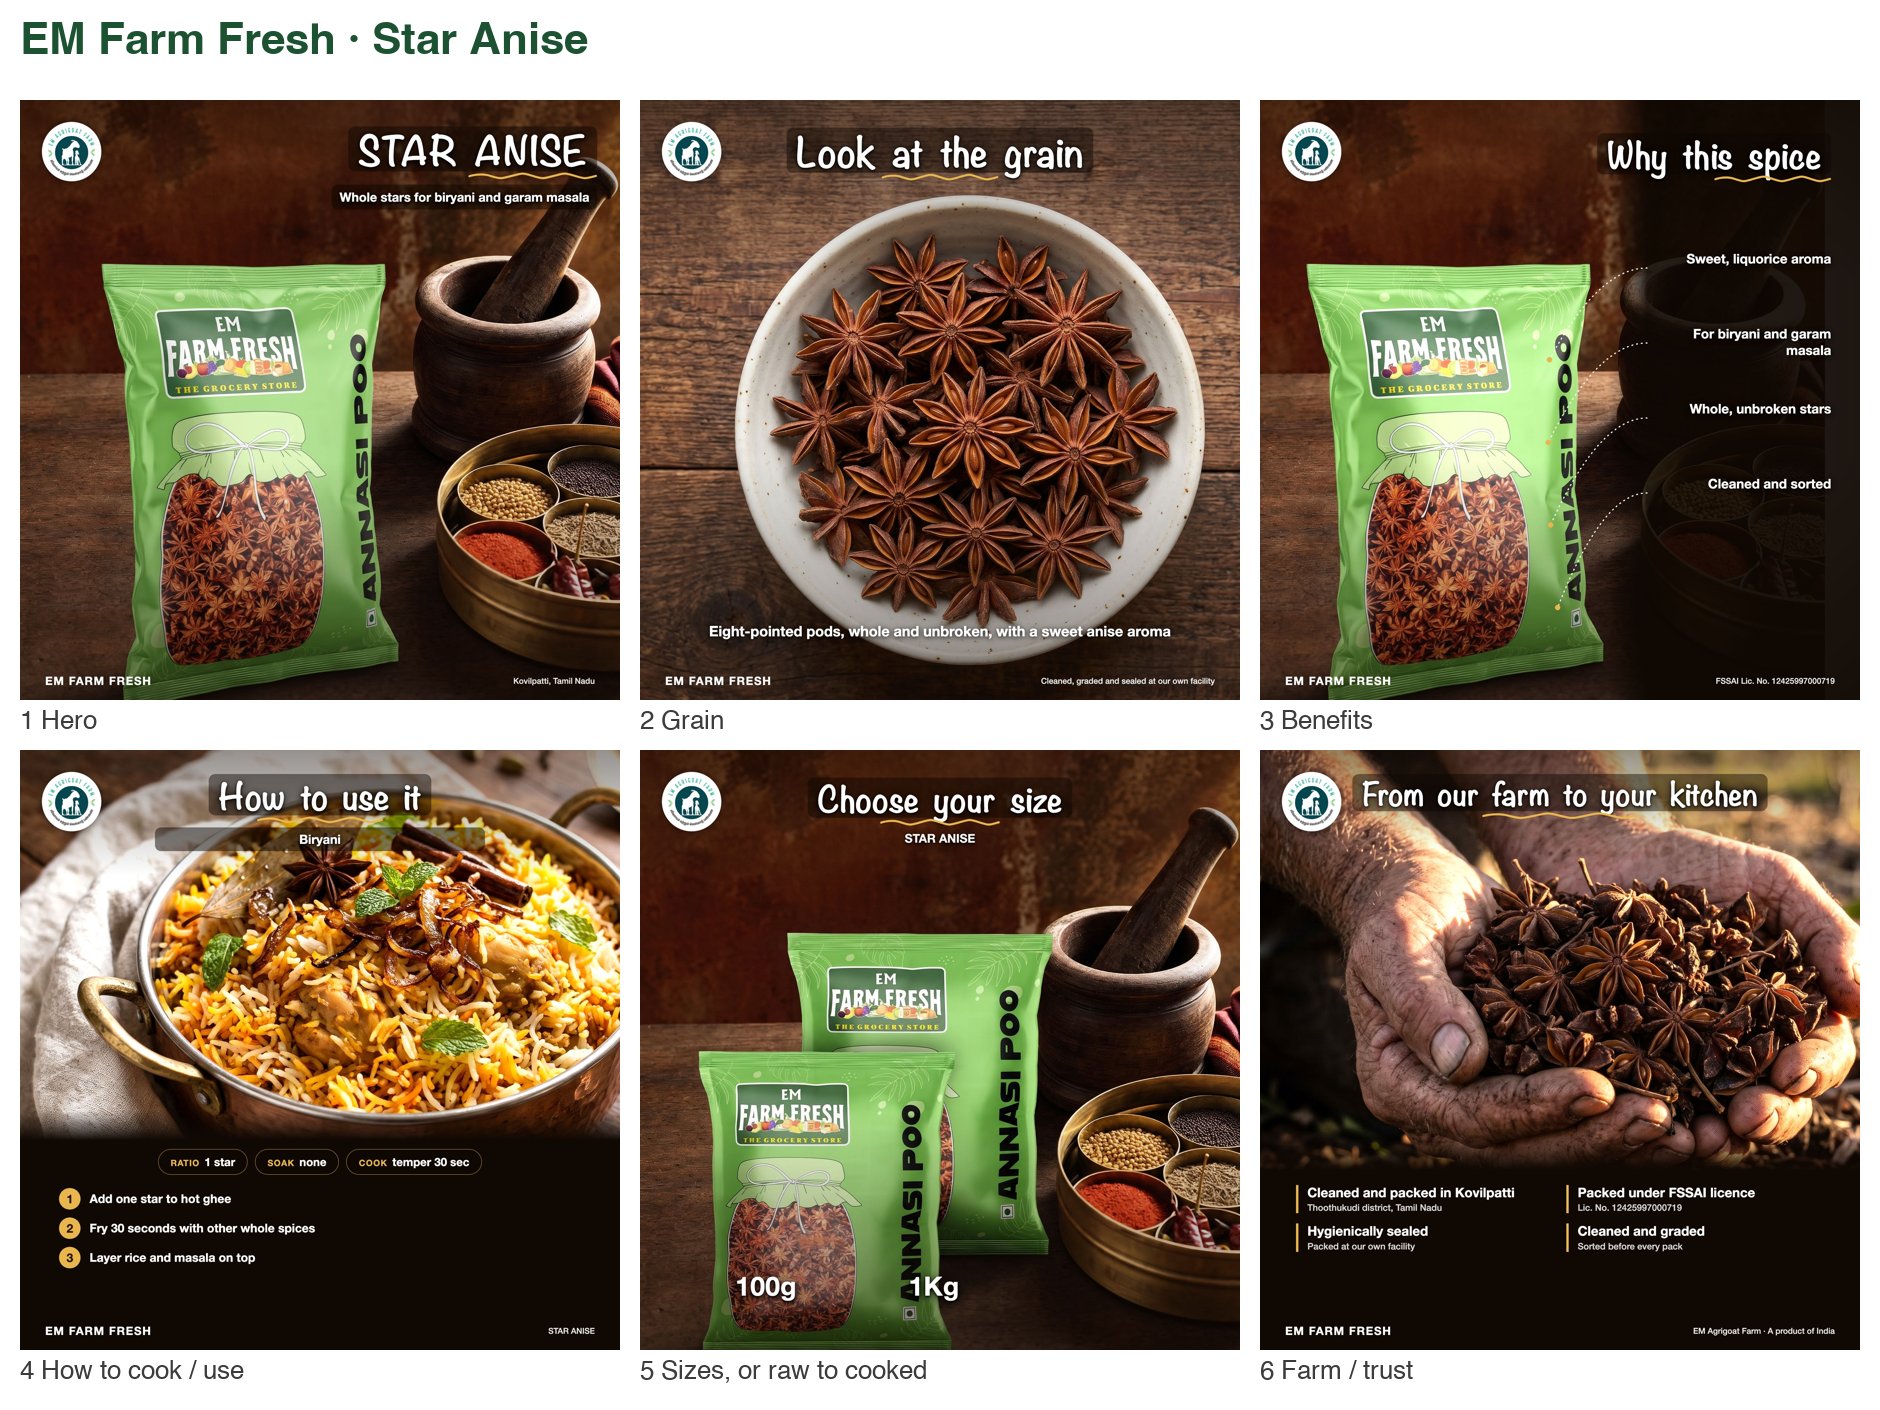 EM Farm Fresh · Star Anise
STAR ANISE
Whole stars for biryani and garam masala
EM
FARM FRESH
THE GROCERY STORE
ANNASI POO
EM FARM FRESH
Kovilpatti, Tamil Nadu
1 Hero
Look at the grain
Eight-pointed pods, whole and unbroken, with a sweet anise aroma
EM FARM FRESH
Cleaned, graded and sealed at our own facility
2 Grain
Why this spice
Sweet, liquorice aroma
For biryani and garam
masala
Whole, unbroken stars
Cleaned and sorted
EM
FARM FRESH
THE GROCERY STORE
ANNASI POO
EM FARM FRESH
FSSAI Lic. No. 12425997000719
3 Benefits
How to use it
Biryani
RATIO 1 star
SOAK none
COOK temper 30 sec
1 Add one star to hot ghee
2 Fry 30 seconds with other whole spices
3 Layer rice and masala on top
EM FARM FRESH
STAR ANISE
4 How to cook / use
Choose your size
STAR ANISE
EM
FARM FRESH
THE GROCERY STORE
ANNASI POO
EM
FARM FRESH
THE GROCERY STORE
ANNASI POO
100g
1Kg
5 Sizes, or raw to cooked
From our farm to your kitchen
Cleaned and packed in Kovilpatti
Thoothukudi district, Tamil Nadu
Packed under FSSAI licence
Lic. No. 12425997000719
Hygienically sealed
Packed at our own facility
Cleaned and graded
Sorted before every pack
EM FARM FRESH
EM Agrigoat Farm · A product of India
6 Farm / trust